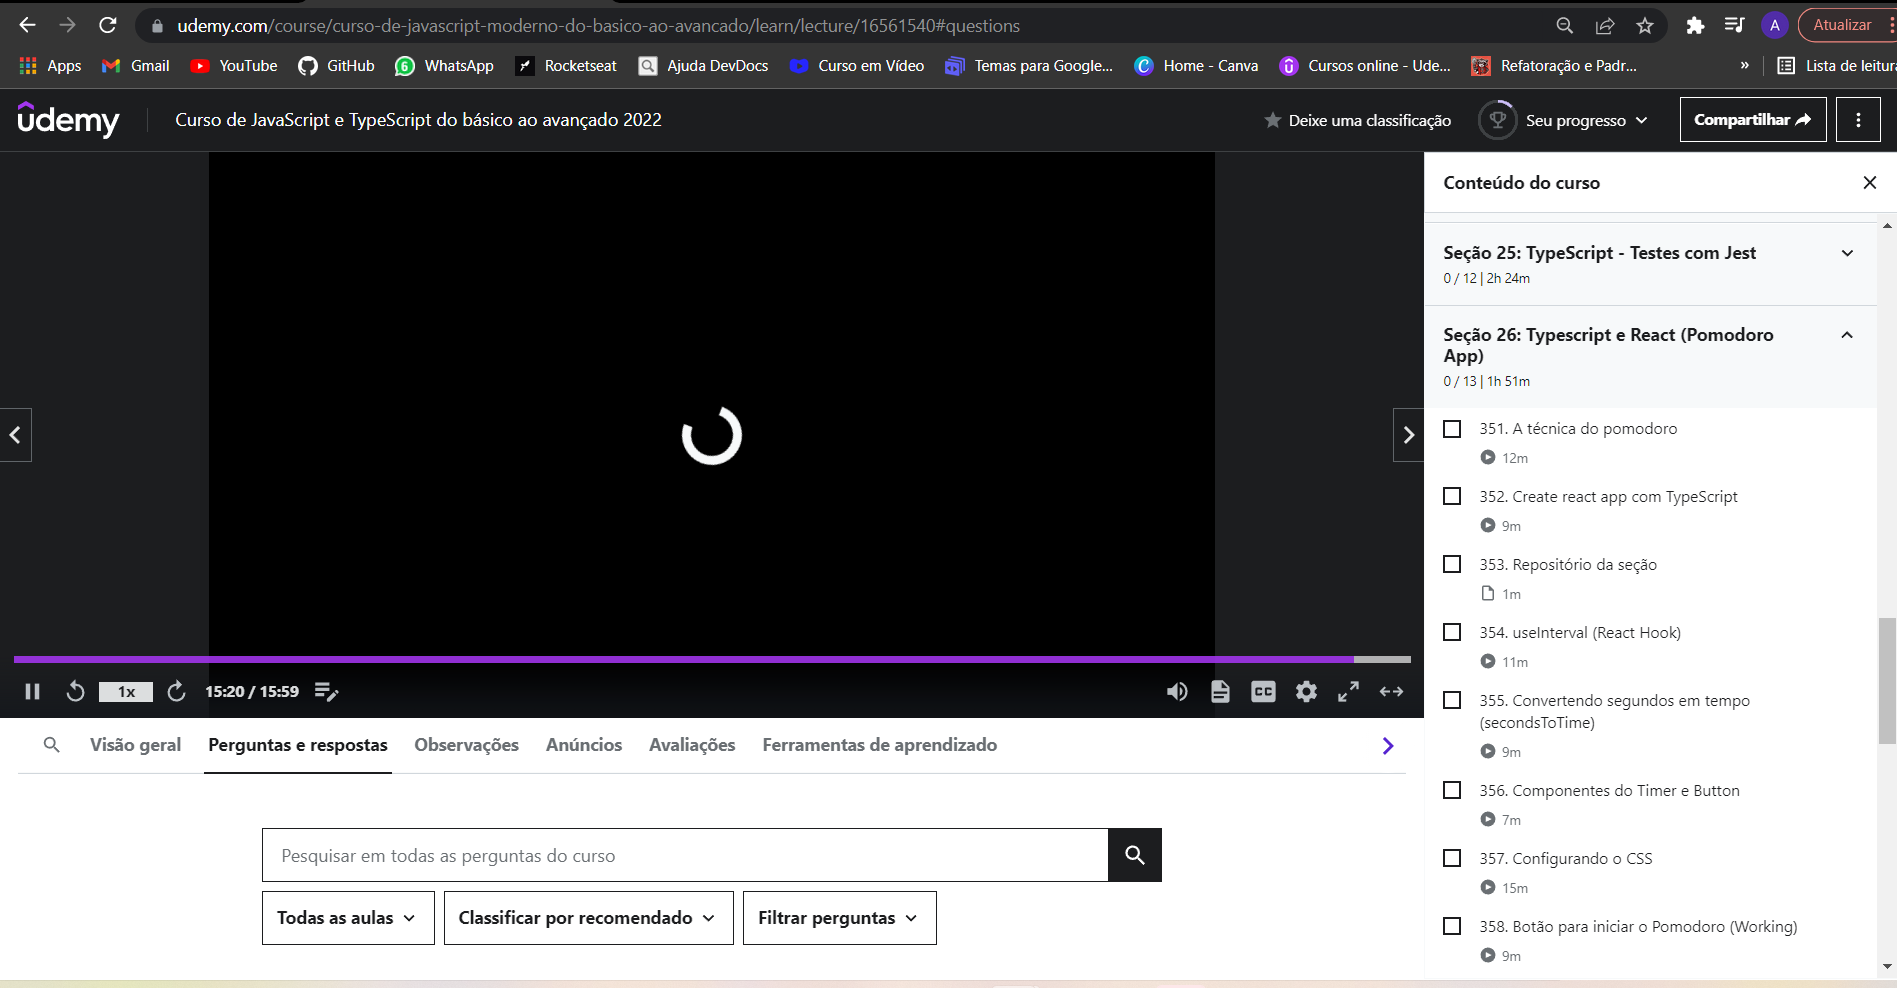 udemy.com/course/curso-de-javascript-moderno-do-basico-ao-avancado/learn/lecture/16561540#questions
A
Atualizar
Apps
Gmail
YouTube
GitHub
6
WhatsApp
Rocketseat
Ajuda DevDocs
Curso em Vídeo
Temas para Google...
Home - Canva
Cursos online - Ude...
Refatoração e Padr...
»
Lista de leitura
udemy
Curso de JavaScript e TypeScript do básico ao avançado 2022
Deixe uma classificação
Seu progresso
Compartilhar
Conteúdo do curso
Seção 25: TypeScript - Testes com Jest
0 / 12 | 2h 24m
Seção 26: Typescript e React (Pomodoro
App)
0 / 13 | 1h 51m
351. A técnica do pomodoro
12m
352. Create react app com TypeScript
9m
353. Repositório da seção
1m
354. useInterval (React Hook)
11m
355. Convertendo segundos em tempo
(secondsToTime)
9m
356. Componentes do Timer e Button
7m
357. Configurando o CSS
15m
358. Botão para iniciar o Pomodoro (Working)
9m
1x
15:20 / 15:59
CC
Visão geral
Perguntas e respostas
Observações
Anúncios
Avaliações
Ferramentas de aprendizado
Pesquisar em todas as perguntas do curso
Todas as aulas
Classificar por recomendado
Filtrar perguntas